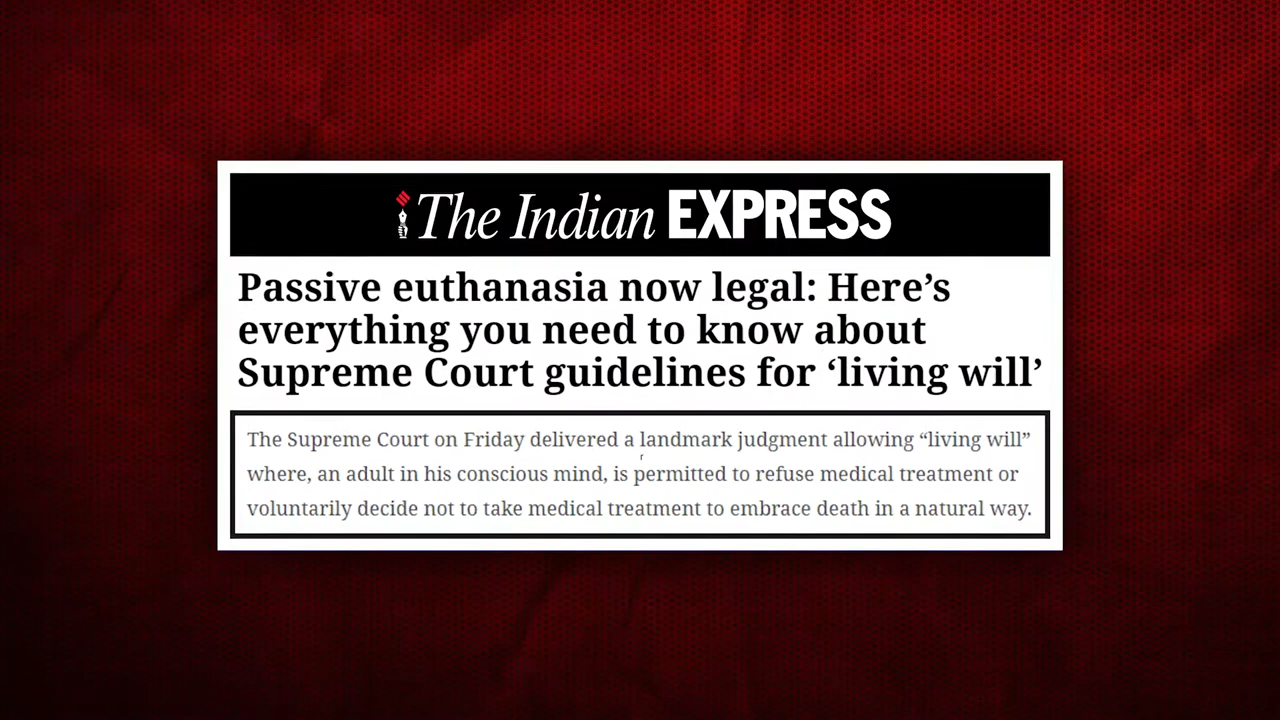 The Indian EXPRESS
Passive euthanasia now legal: Here’s
everything you need to know about
Supreme Court guidelines for ‘living will’
The Supreme Court on Friday delivered a landmark judgment allowing “living will”
where, an adult in his conscious mind, is permitted to refuse medical treatment or
voluntarily decide not to take medical treatment to embrace death in a natural way.